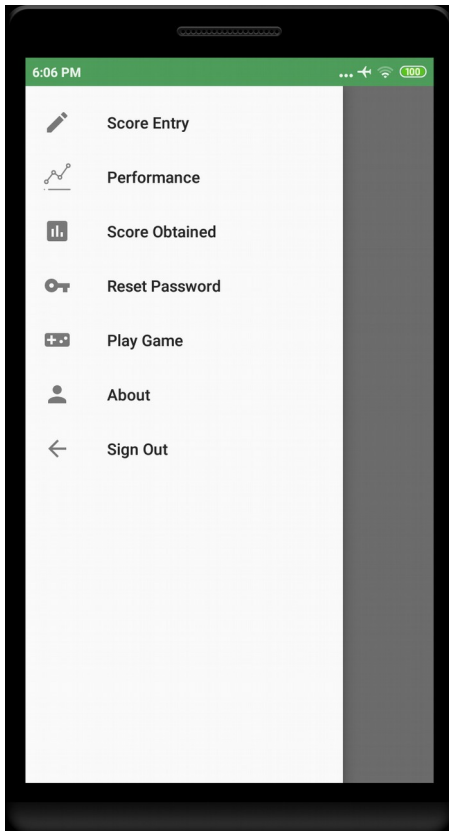 6:06 PM
100
Score Entry
Performance
Score Obtained
Reset Password
Play Game
About
Sign Out